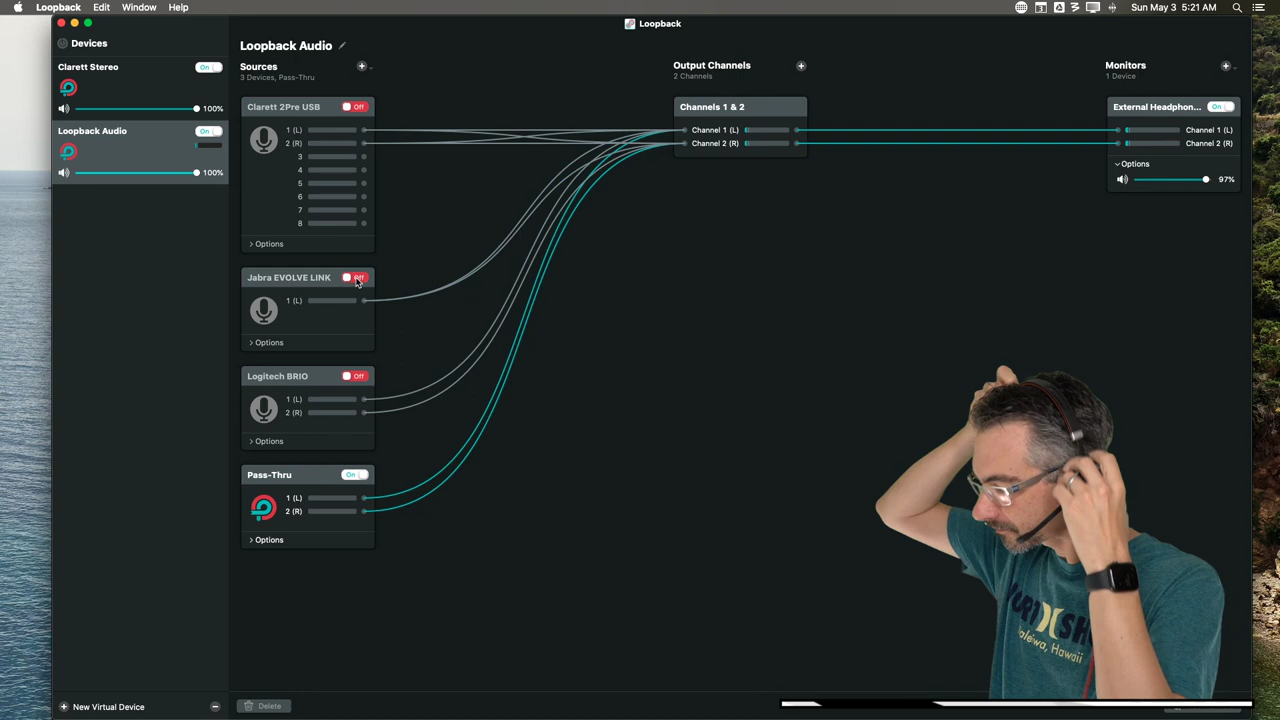 Loopback Edit Window Help
3
Sun May 3 5:21 AM
Loopback
Devices
Clarett Stereo On
100%
Loopback Audio On
100%
New Virtual Device
Loopback Audio
Sources
3 Devices, Pass-Thru
Clarett 2Pre USB Off
1 (L)
2 (R)
3
4
5
6
7
8
Options
Jabra EVOLVE LINK Off
1 (L)
Options
Logitech BRIO Off
1 (L)
2 (R)
Options
Pass-Thru On
1 (L)
2 (R)
Options
Delete
Output Channels
2 Channels
Channels 1 & 2
Channel 1 (L)
Channel 2 (R)
Monitors
1 Device
External Headphon... On
Channel 1 (L)
Channel 2 (R)
Options
97%
Haleiwa, Hawaii